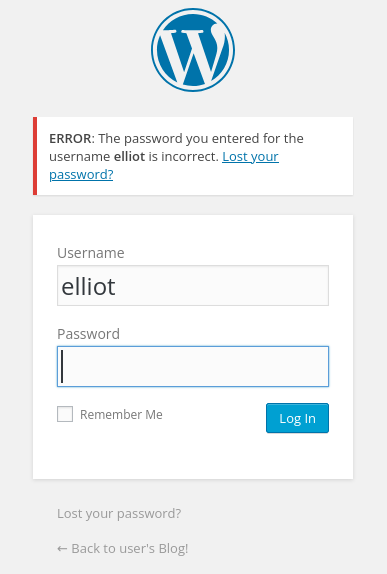 ERROR: The password you entered for the
username elliot is incorrect. Lost your
password?
Username
elliot
Password
Remember Me
Log In
Lost your password?
← Back to user's Blog!